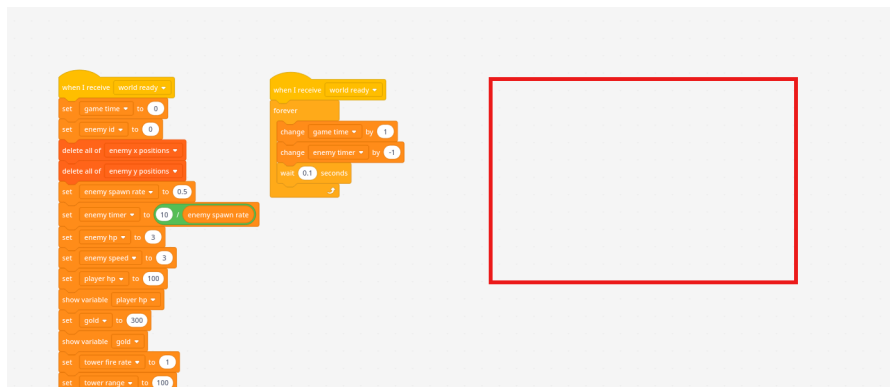 when I receive world ready
set game time to 0
set enemy id to 0
delete all of enemy x positions
delete all of enemy y positions
set enemy spawn rate to 0.5
set enemy timer to 10 / enemy spawn rate
set enemy hp to 3
set enemy speed to 3
set player hp to 100
show variable player hp
set gold to 300
show variable gold
set tower fire rate to 1
set tower range to 100
when I receive world ready
forever
change game time by 1
change enemy timer by -1
wait 0.1 seconds